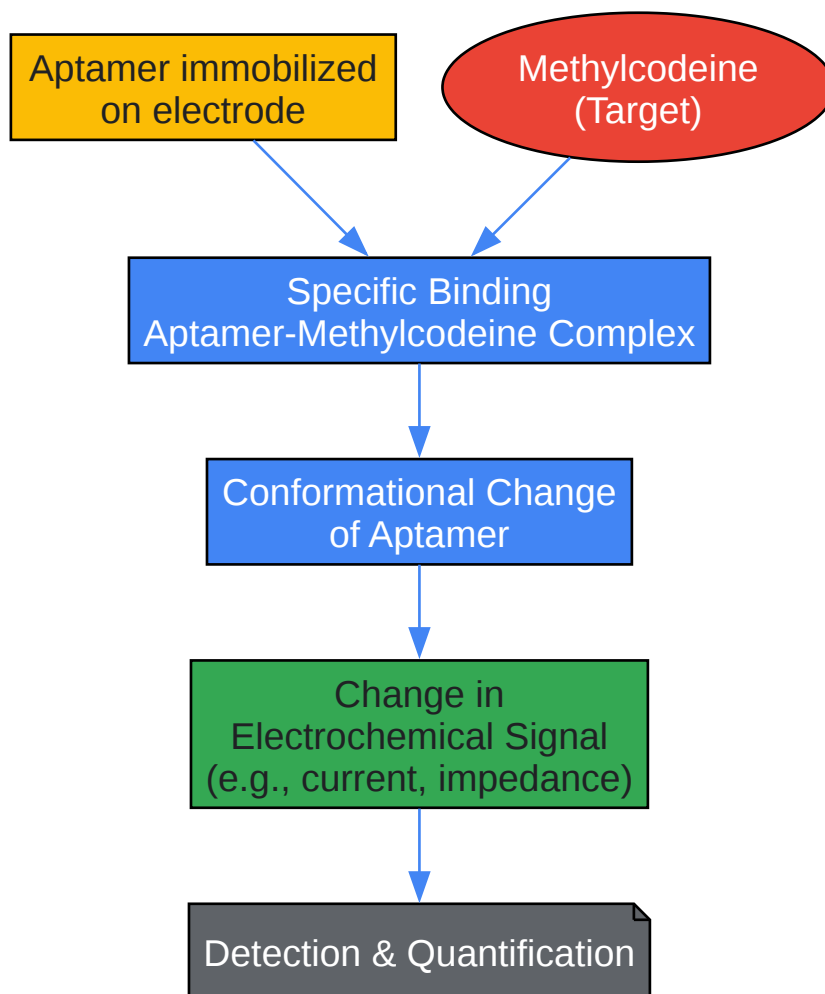 Aptamer immobilized
on electrode
Methylcodeine
(Target)
Specific Binding
Aptamer-Methylcodeine Complex
Conformational Change
of Aptamer
Change in
Electrochemical Signal
(e.g., current, impedance)
Detection & Quantification